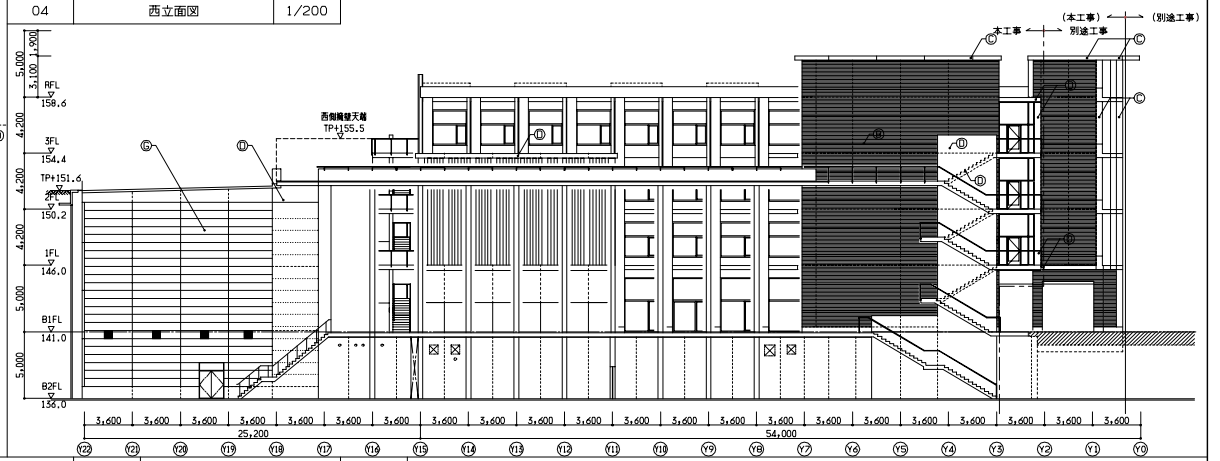 04 西立面図 1/200
(本工事) (別途工事)
本工事 別途工事
Ⓒ Ⓒ Ⓒ
5,000 1,900
3,100
RFL
158.6
Ⓓ Ⓓ Ⓒ
4,200
西側擁壁天端
TP+155.5
3FL
154.4
Ⓖ Ⓓ Ⓓ Ⓑ Ⓓ
TP+151.6
4,200
Ⓓ
2FL
150.2
4,200
Ⓓ
1FL
146.0
5,000
B1FL
141.0
5,000
B2FL
136.0
3,600 3,600 3,600 3,600 3,600 3,600 3,600 3,600 3,600 3,600 3,600 3,600 3,600 3,600 3,600 3,600 3,600 3,600 3,600 3,600 3,600 3,600
25,200 54,000
Y22 Y21 Y20 Y19 Y18 Y17 Y16 Y15 Y14 Y13 Y12 Y11 Y10 Y9 Y8 Y7 Y6 Y5 Y4 Y3 Y2 Y1 Y0